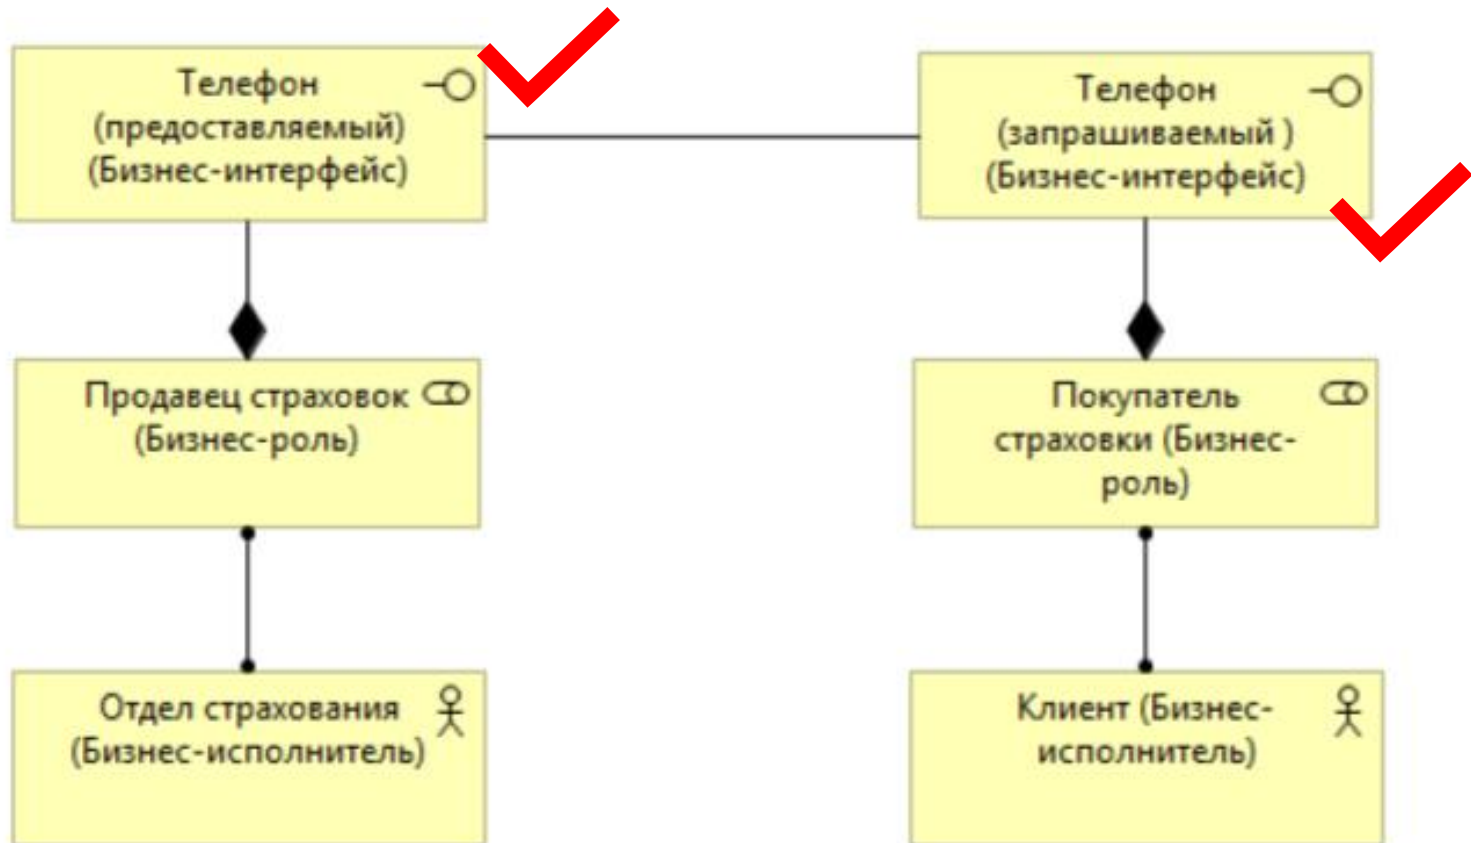 Телефон
(предоставляемый)
(Бизнес-интерфейс)
Телефон
(запрашиваемый )
(Бизнес-интерфейс)
Продавец страховок
(Бизнес-роль)
Покупатель
страховки (Бизнес-
роль)
Отдел страхования
(Бизнес-исполнитель)
Клиент (Бизнес-
исполнитель)